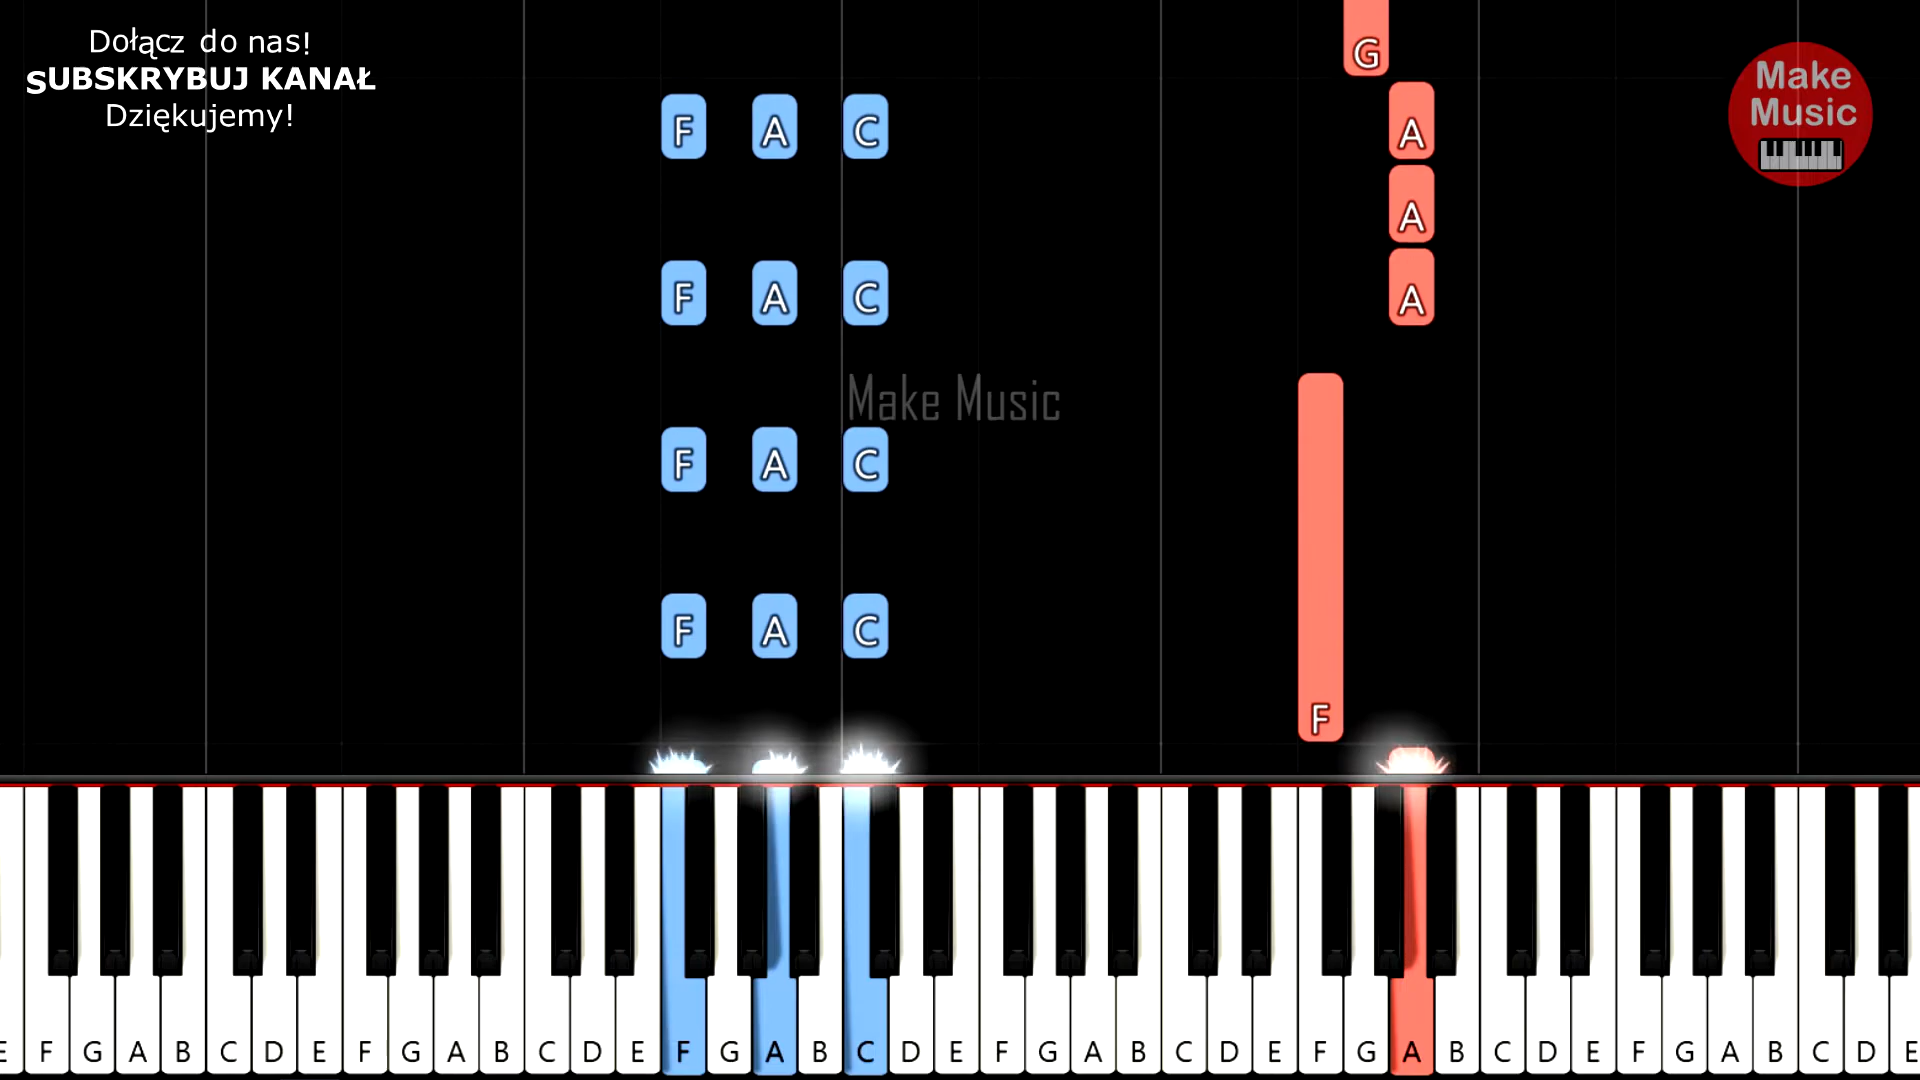 Dołącz do nas!
SUBSKRYBUJ KANAŁ
Dziękujemy!
Make
Music
G
F A C A
A
F A C A
Make Music
F A C
F A C
F
E F G A B C D E F G A B C D E F G A B C D E F G A B C D E F G A B C D E F G A B C D E